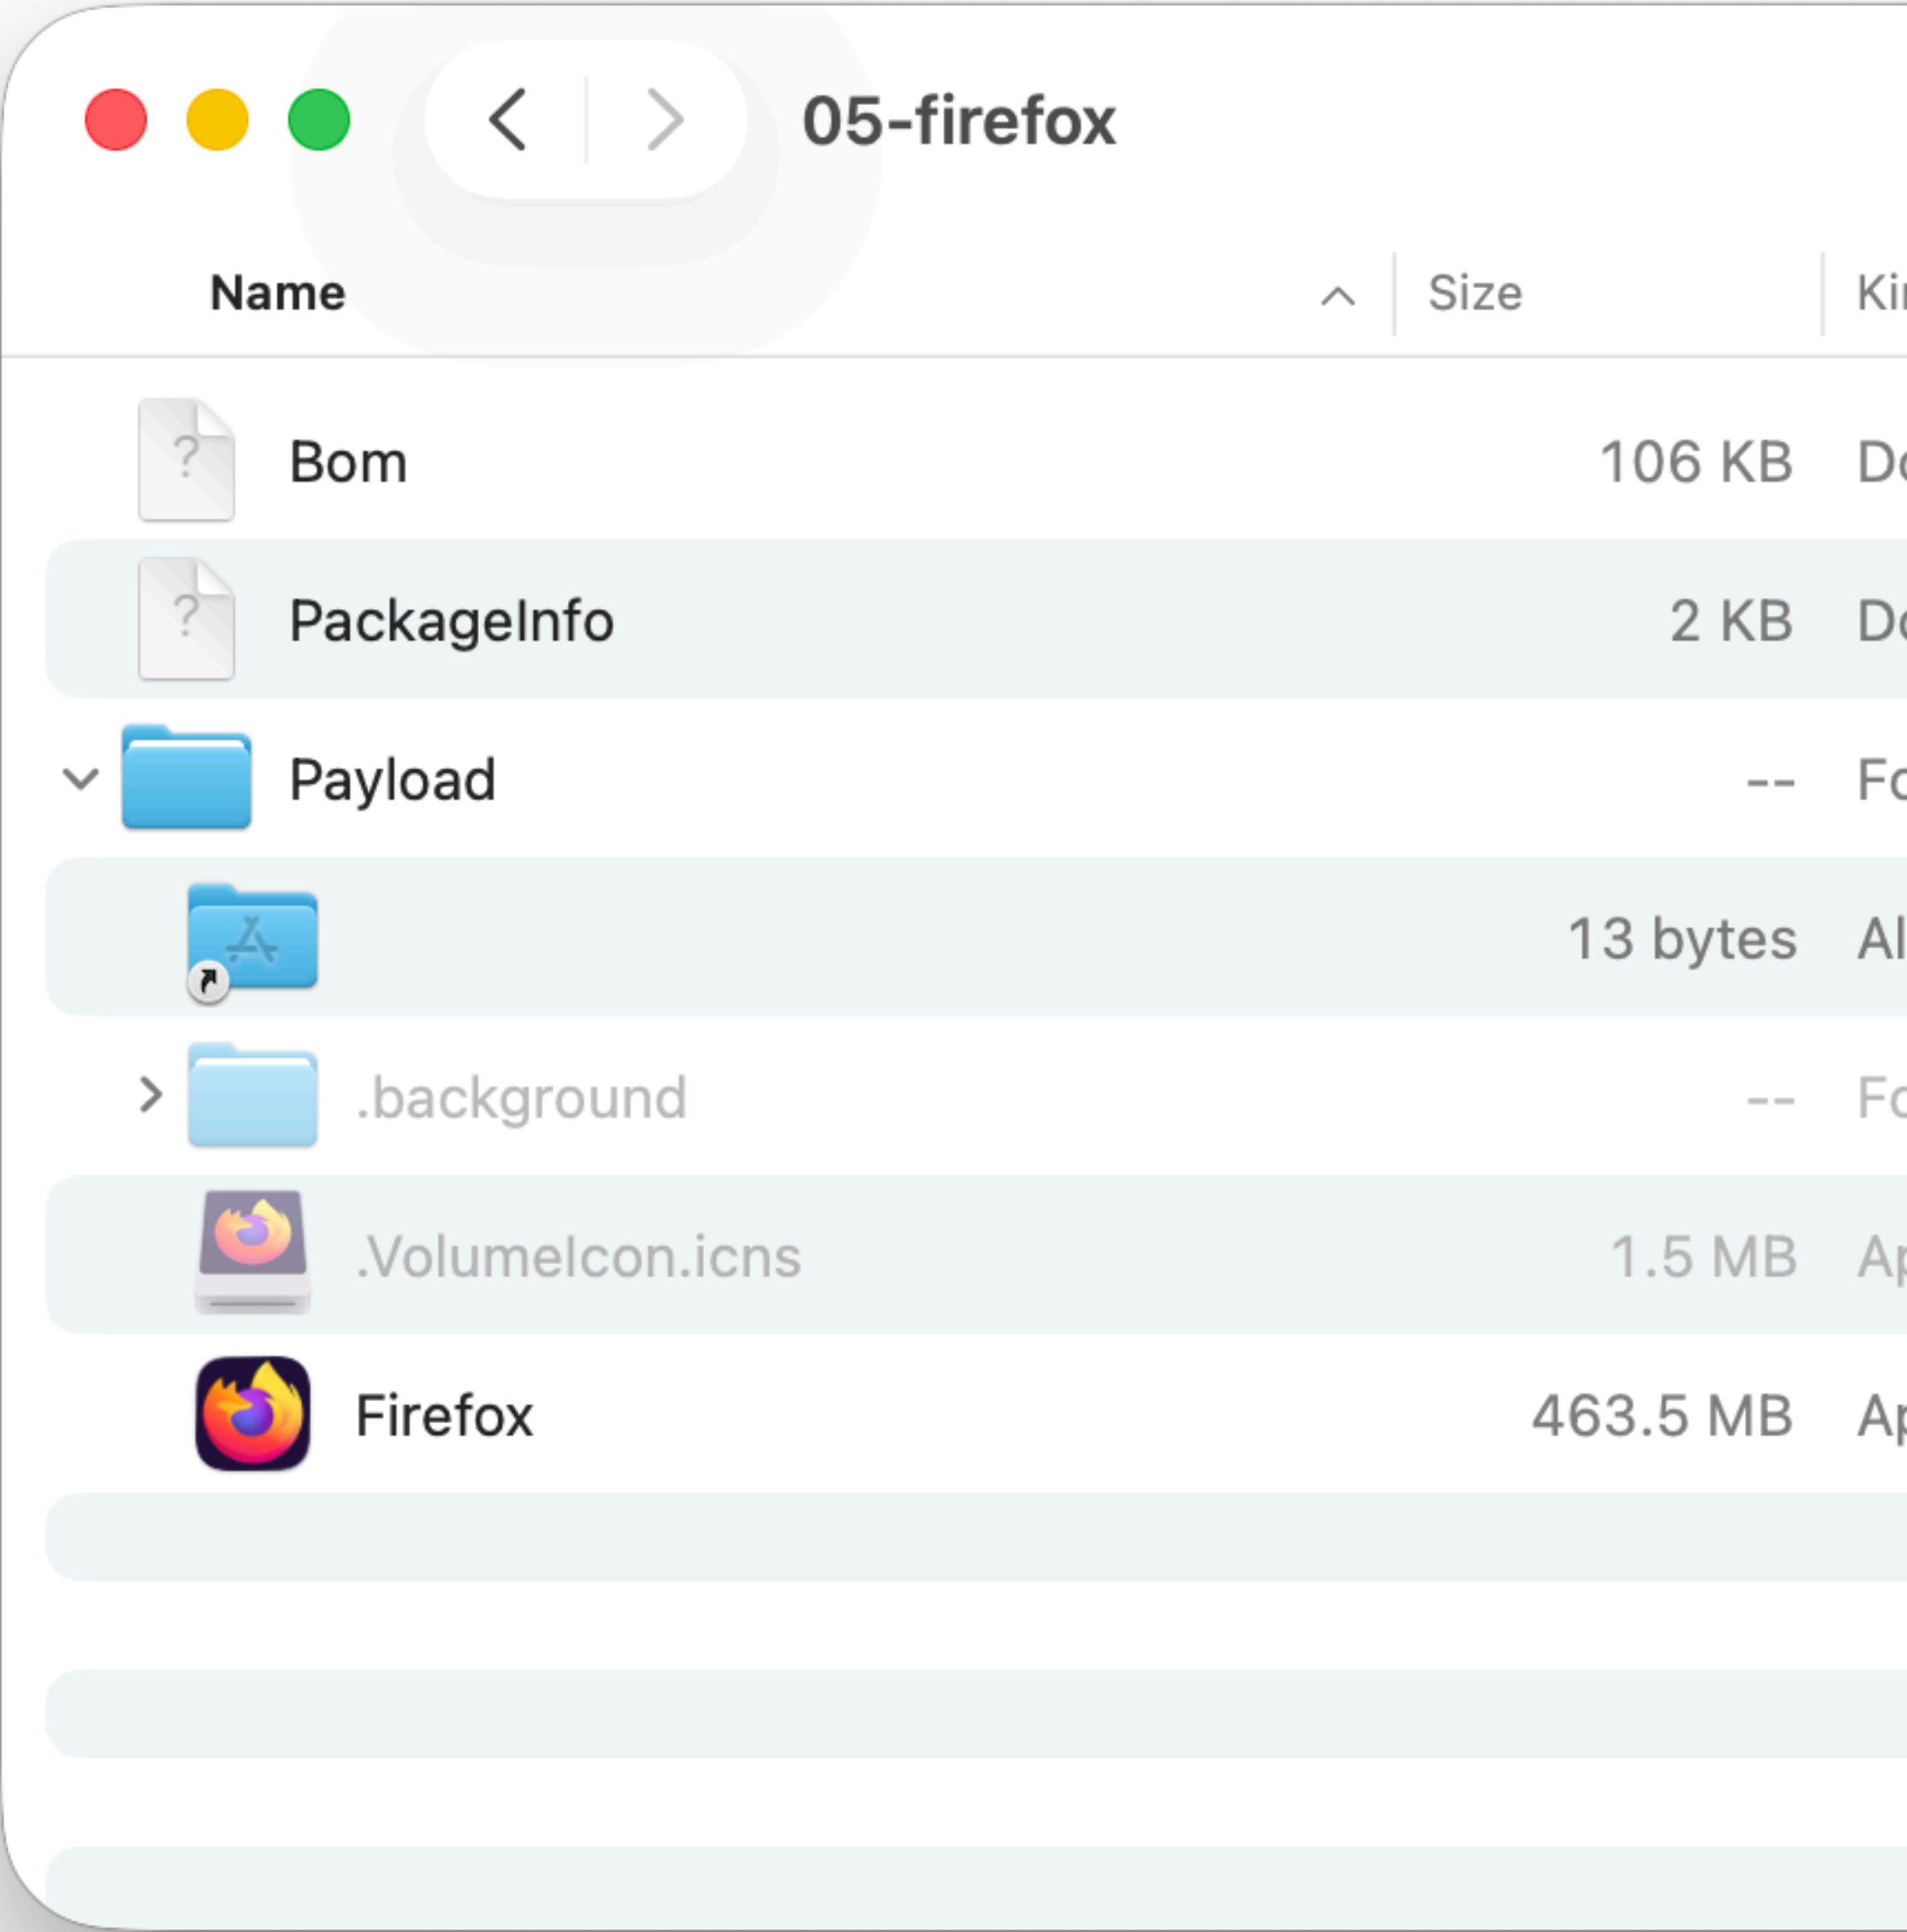 05-firefox
Name Size
Bom 106 KB
PackageInfo 2 KB
Payload --
13 bytes
.background --
.VolumeIcon.icns 1.5 MB
Firefox 463.5 MB